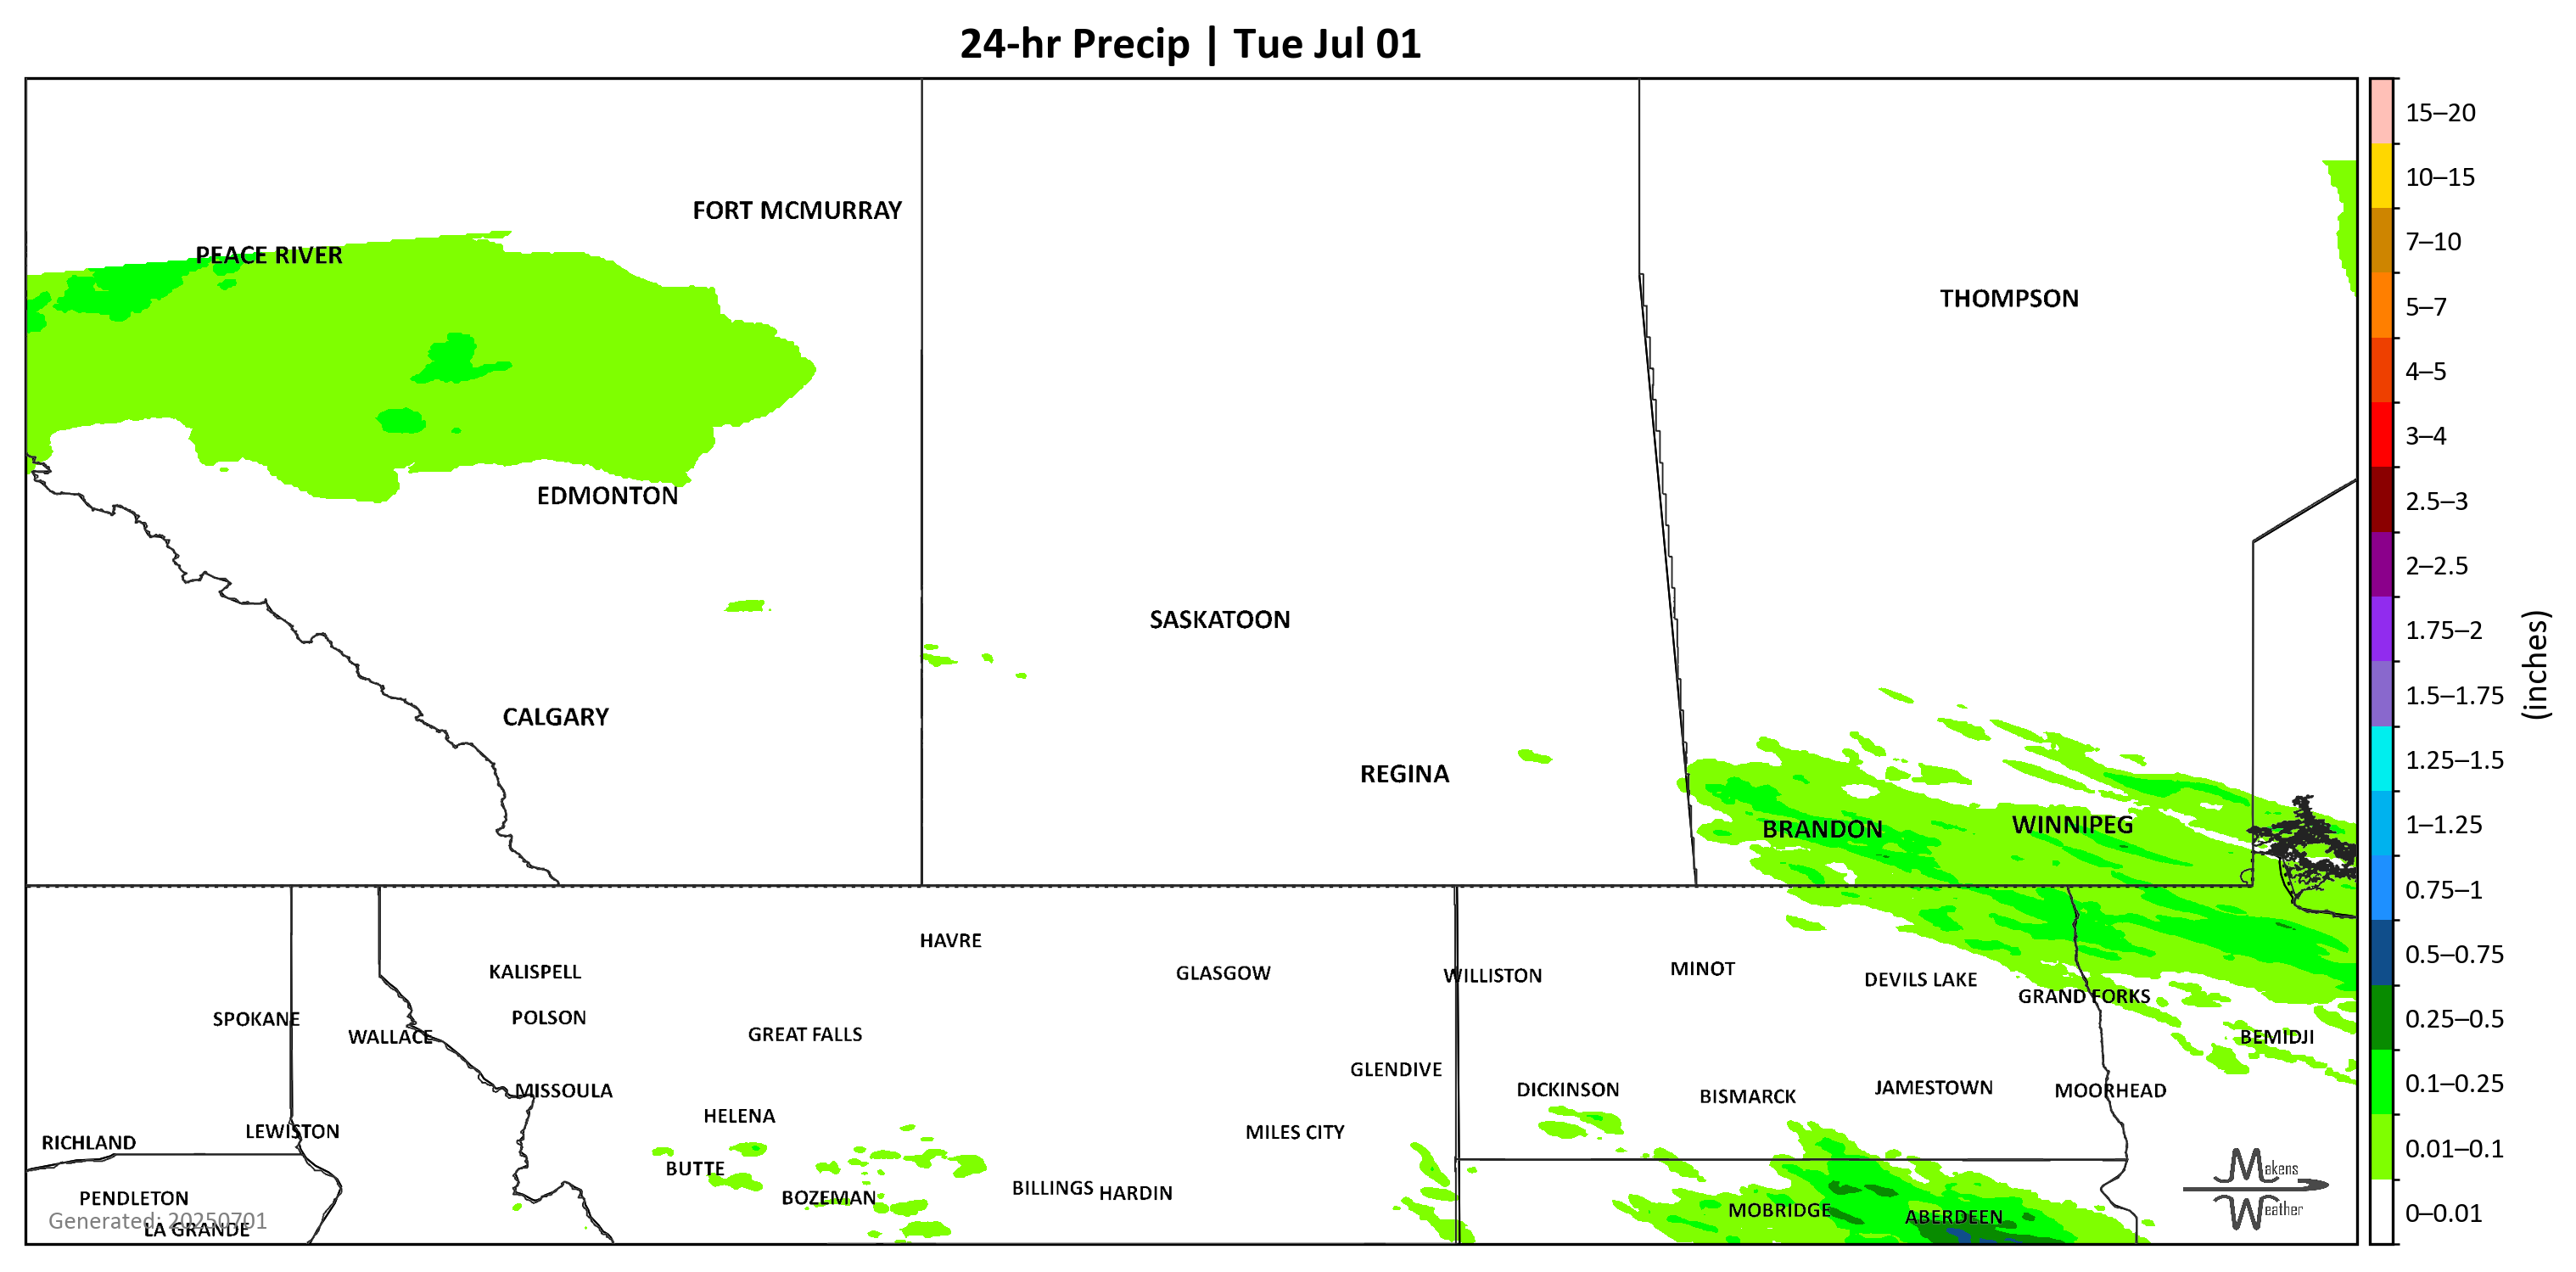 24-hr Precip | Tue Jul 01
FORT MCMURRAY
PEACE RIVER
THOMPSON
EDMONTON
SASKATOON
CALGARY
REGINA
BRANDON
WINNIPEG
HAVRE
KALISPELL
GLASGOW
WILLISTON
MINOT
DEVILS LAKE
GRAND FORKS
SPOKANE
POLSON
WALLACE
GREAT FALLS
BEMIDJI
GLENDIVE
MISSOULA
DICKINSON
BISMARCK
JAMESTOWN
MOORHEAD
HELENA
LEWISTON
MILES CITY
RICHLAND
BUTTE
BILLINGS
HARDIN
PENDLETON
BOZEMAN
MOBRIDGE
ABERDEEN
Generated: 20250701
LA GRANDE
Makens
Weather
15–20
10–15
7–10
5–7
4–5
3–4
2.5–3
2–2.5
1.75–2
1.5–1.75
1.25–1.5
1–1.25
0.75–1
0.5–0.75
0.25–0.5
0.1–0.25
0.01–0.1
0–0.01
(inches)